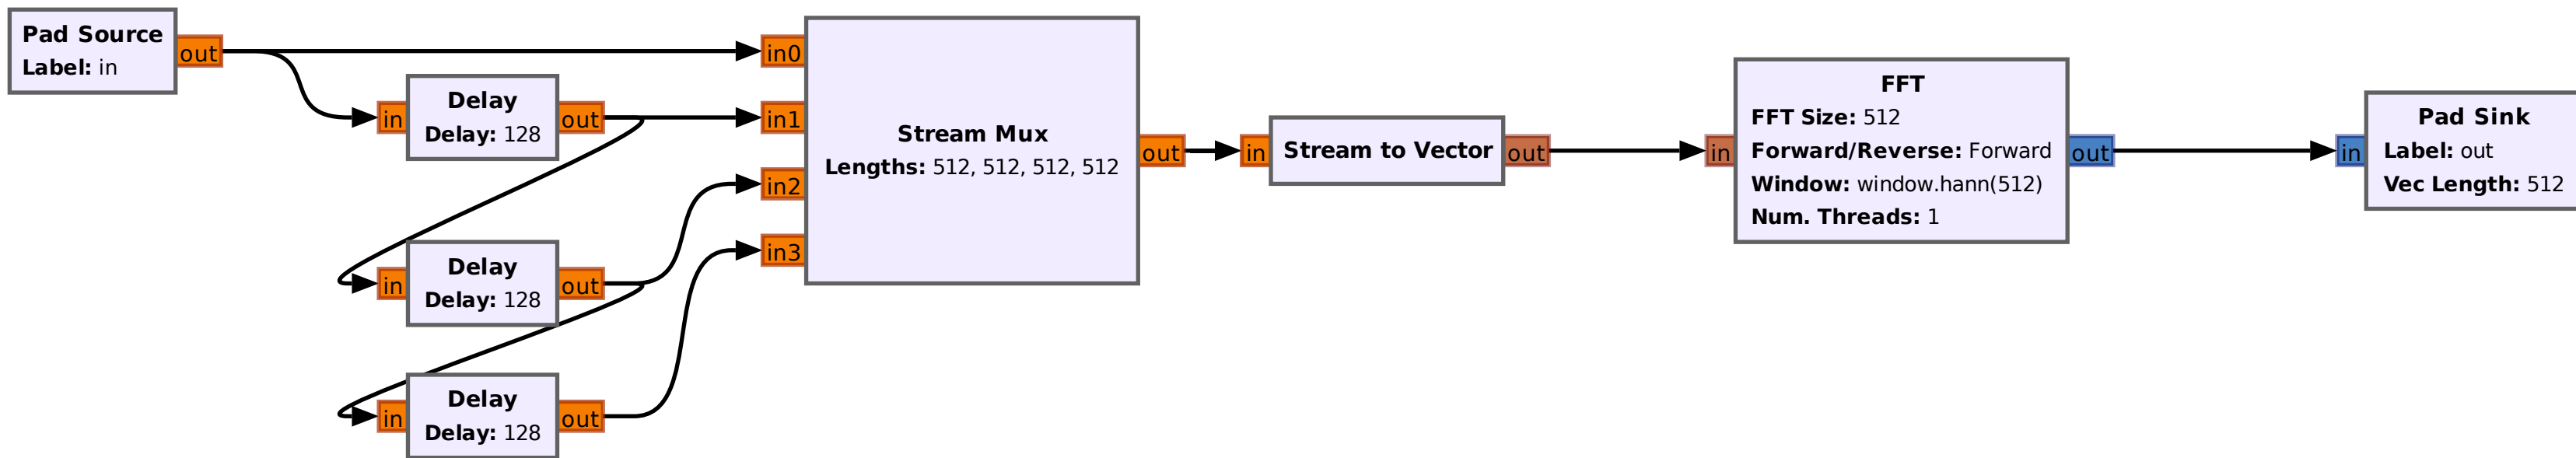 Pad Source
Label: in
out
in
Delay
Delay: 128
out
in
Delay
Delay: 128
out
in
Delay
Delay: 128
out
in0
in1
in2
in3
Stream Mux
Lengths: 512, 512, 512, 512
out
in
Stream to Vector
out
in
FFT
FFT Size: 512
Forward/Reverse: Forward
Window: window.hann(512)
Num. Threads: 1
out
in
Pad Sink
Label: out
Vec Length: 512